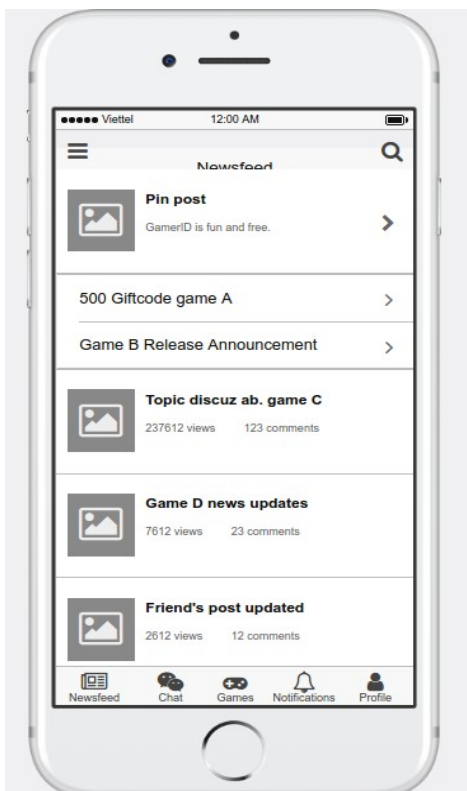 Viettel 12:00 AM
Newsfeed
Pin post
GamerID is fun and free.
500 Giftcode game A
Game B Release Announcement
Topic discuz ab. game C
237612 views 123 comments
Game D news updates
7612 views 23 comments
Friend's post updated
2612 views 12 comments
Newsfeed Chat Games Notifications Profile